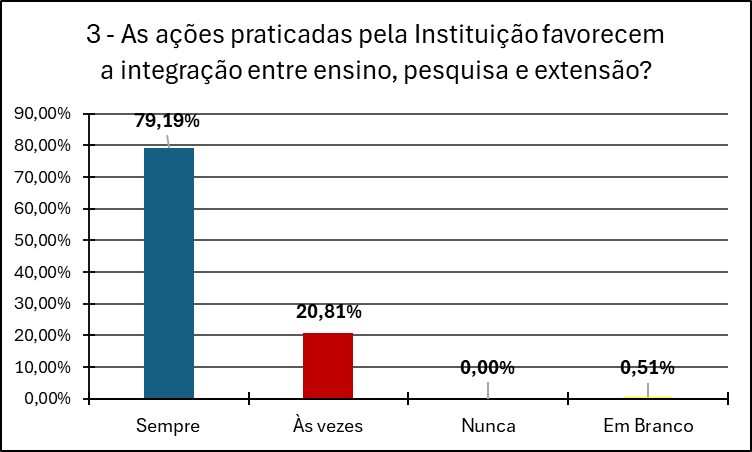 3 - As ações praticadas pela Instituição favorecem
a integração entre ensino, pesquisa e extensão?
90,00%
80,00%
70,00%
60,00%
50,00%
40,00%
30,00%
20,00%
10,00%
0,00%
79,19%
20,81%
0,00%
0,51%
Sempre
Às vezes
Nunca
Em Branco